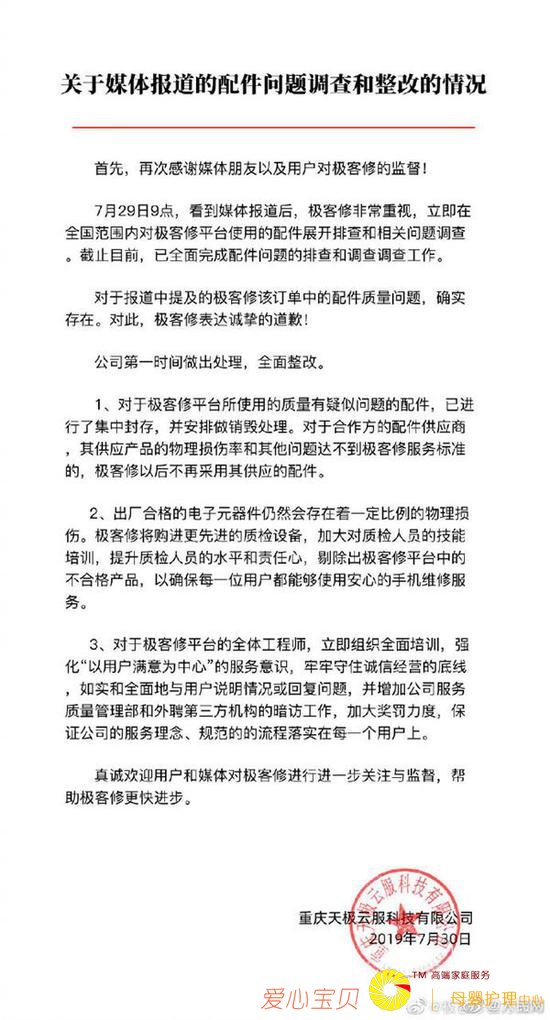 关于媒体报道的配件问题调查和整改的情况
首先，再次感谢媒体朋友以及用户对极客修的监督！
7月29日9点，看到媒体报道后，极客修非常重视，立即在
全国范围内对极客修平台使用的配件展开排查和相关问题调查
。截止目前，已全面完成配件问题的排查和调查调查工作。
对于报道中提及的极客修该订单中的配件质量问题，确实
存在。对此，极客修表达诚挚的道歉！
公司第一时间做出处理，全面整改。
1、对于极客修平台所使用的质量有疑似问题的配件，已进
行了集中封存，并安排做销毁处理。对于合作方的配件供应商
，其供应产品的物理损伤率和其他问题达不到极客修服务标准
的，极客修以后不再采用其供应的配件。
2、出厂合格的电子元器件仍然会存在着一定比例的物理损
伤。极客修将购进更先进的质检设备，加大对质检人员的技能
培训，提升质检人员的水平和责任心，剔除出极客修平台中的
不合格产品，以确保每一位用户都能够使用安心的手机维修服
务。
3、对于极客修平台的全体工程师，立即组织全面培训，强
化“以用户满意为中心”的服务意识，牢牢守住诚信经营的底线
，如实和全面地与用户说明情况或回复问题，并增加公司服务
质量管理部和外聘第三方机构的暗访工作，加大奖罚力度，保
证公司的服务理念、规范的的流程落实在每一个用户上。
真诚欢迎用户和媒体对极客修进行进一步关注与监督，帮
助极客修更快进步。
重庆天极云服科技有限公司
2019年7月30日
TM 高端家庭服务
爱心宝贝 母婴护理中心